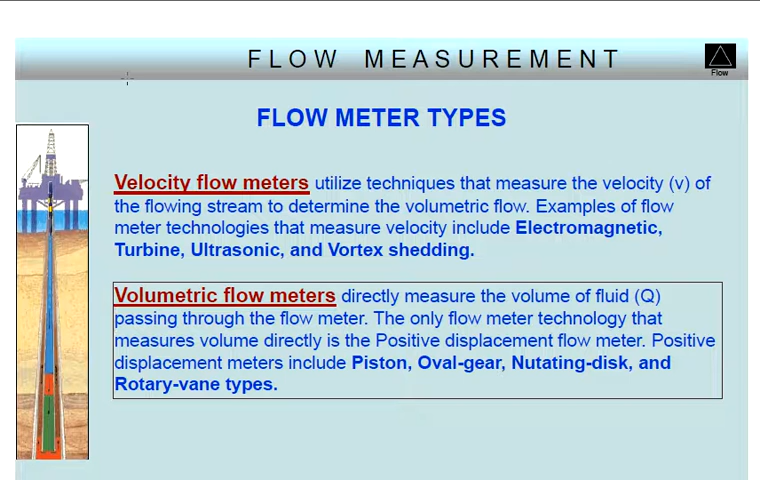 FLOW MEASUREMENT
Flow
FLOW METER TYPES
Velocity flow meters utilize techniques that measure the velocity (v) of
the flowing stream to determine the volumetric flow. Examples of flow
meter technologies that measure velocity include Electromagnetic,
Turbine, Ultrasonic, and Vortex shedding.
Volumetric flow meters directly measure the volume of fluid (Q)
passing through the flow meter. The only flow meter technology that
measures volume directly is the Positive displacement flow meter. Positive
displacement meters include Piston, Oval-gear, Nutating-disk, and
Rotary-vane types.